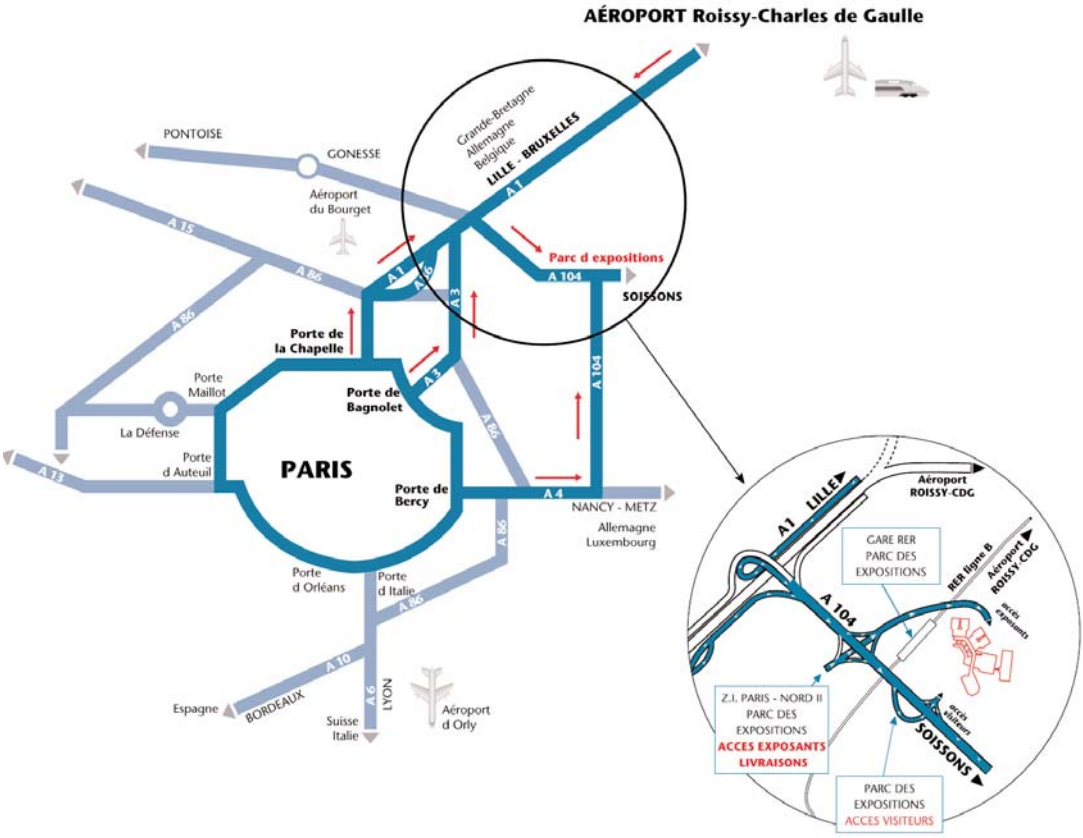 AÉROPORT Roissy-Charles de Gaulle
Grande-Bretagne
Allemagne
Belgique
LILLE - BRUXELLES
A 1
PONTOISE
GONESSE
Aéroport
du Bourget
A 15
A 86
A 86
A 1
A 86
A 3
Parc d expositions
A 104
SOISSONS
Porte de
la Chapelle
A 3
A 104
Porte
Maillot
Porte de
Bagnolet
La Défense
A 86
Porte
d Auteuil
A 13
PARIS
Porte de
Bercy
A 4
NANCY - METZ
Allemagne
Luxembourg
A 86
Porte
d Orléans
Porte
d Italie
A 86
A 10
BORDEAUX
Espagne
A 6
LYON
Suisse
Italie
Aéroport
d Orly
A 1
LILLE
Aéroport
ROISSY-CDG
GARE RER
PARC DES
EXPOSITIONS
RER ligne B
Aéroport
ROISSY-CDG
A 104
accès
exposants
Z.I. PARIS - NORD II
PARC DES
EXPOSITIONS
ACCES EXPOSANTS
LIVRAISONS
accès
visiteurs
SOISSONS
PARC DES
EXPOSITIONS
ACCES VISITEURS